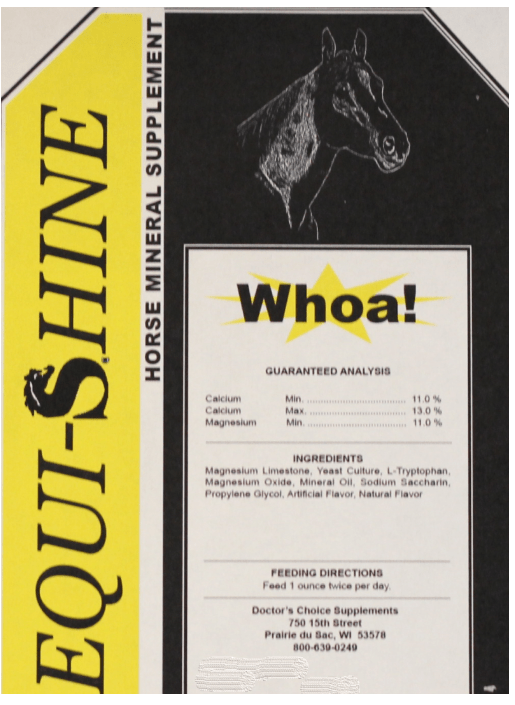 EQUI-SHINE®
HORSE MINERAL SUPPLEMENT
Whoa!
GUARANTEED ANALYSIS
Calcium Min. .................................. 11.0 %
Calcium Max. ................................. 13.0 %
Magnesium Min. .................................. 11.0 %
INGREDIENTS
Magnesium Limestone, Yeast Culture, L-Tryptophan,
Magnesium Oxide, Mineral Oil, Sodium Saccharin,
Propylene Glycol, Artificial Flavor, Natural Flavor
FEEDING DIRECTIONS
Feed 1 ounce twice per day.
Doctor's Choice Supplements
750 15th Street
Prairie du Sac, WI 53578
800-639-0249